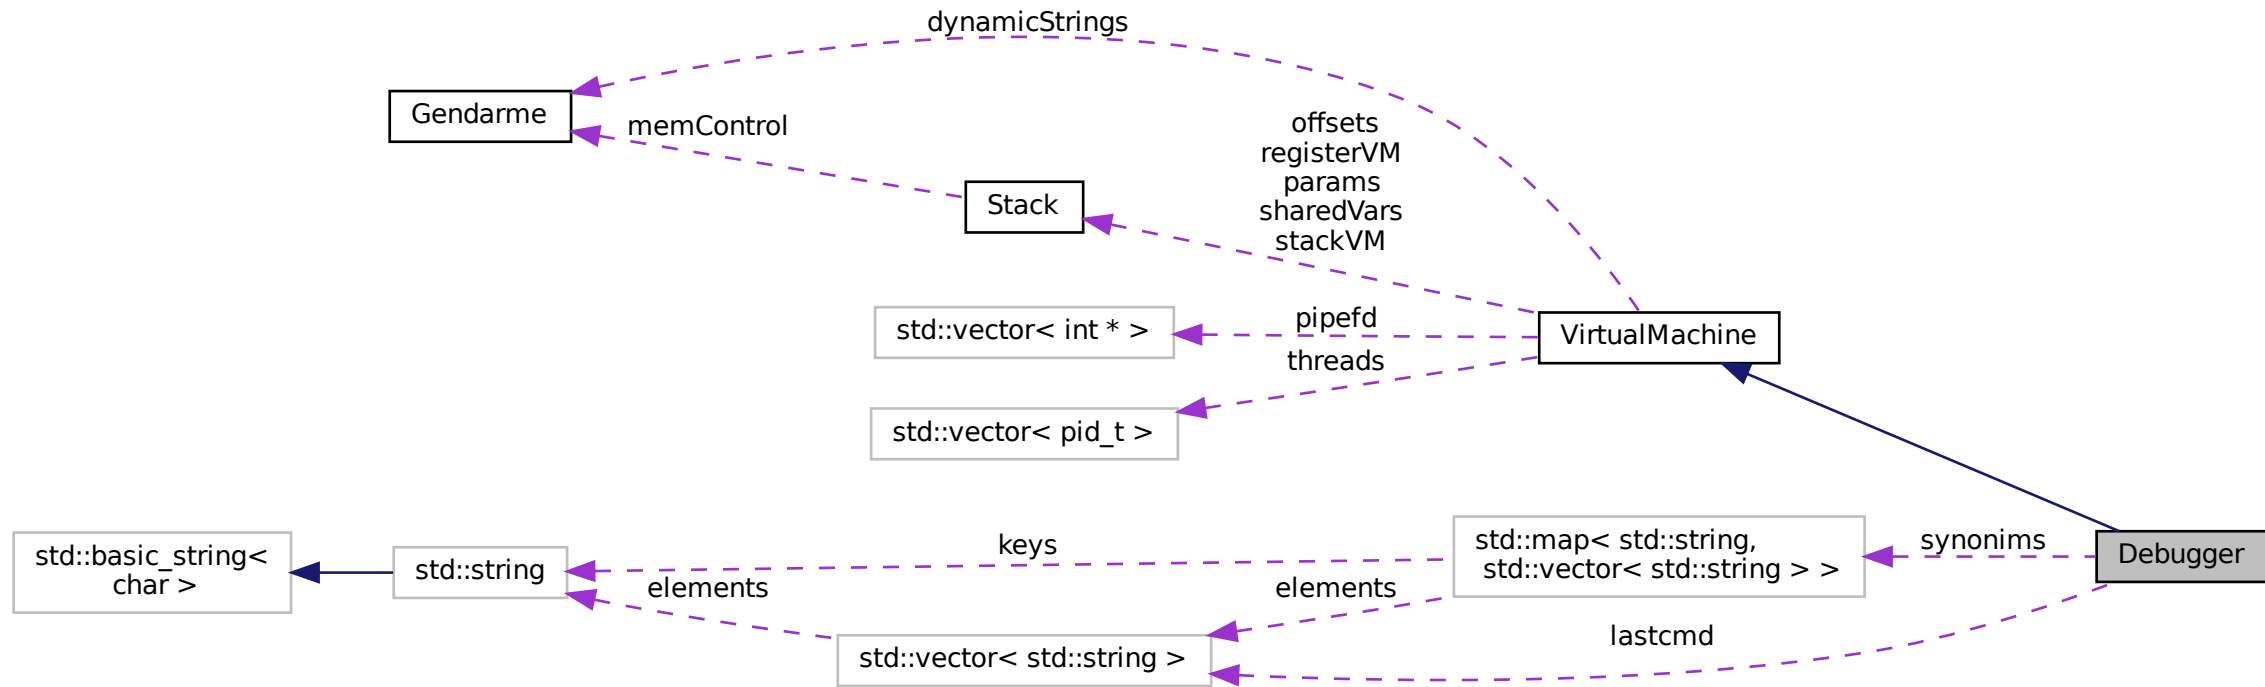 dynamicStrings
Gendarme
memControl
offsets
registerVM
params
sharedVars
stackVM
Stack
std::vector< int * >
pipefd
VirtualMachine
threads
std::vector< pid_t >
std::basic_string<
char >
std::string
keys
elements
std::vector< std::string >
elements
std::map< std::string,
std::vector< std::string > >
synonims
Debugger
lastcmd